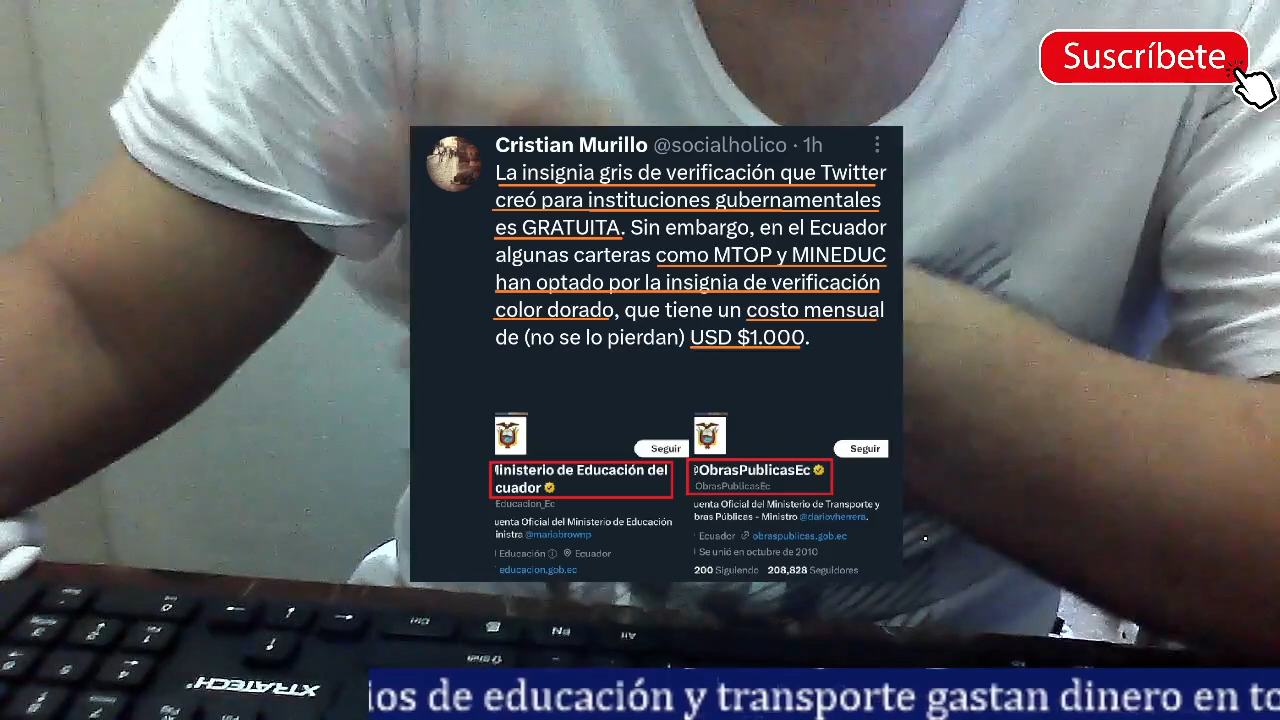 Suscríbete
Cristian Murillo @socialholico · 1h
La insignia gris de verificación que Twitter
creó para instituciones gubernamentales
es GRATUITA. Sin embargo, en el Ecuador
algunas carteras como MTOP y MINEDUC
han optado por la insignia de verificación
color dorado, que tiene un costo mensual
de (no se lo pierdan) USD $1.000.
Seguir
inisterio de Educación del
cuador
Educacion_Ec
uenta Oficial del Ministerio de Educación
inistra @mariabrownp
Educación Ecuador
educacion.gob.ec
Seguir
@ObrasPublicasEc
ObrasPublicasEc
uenta Oficial del Ministerio de Transporte y
bras Públicas - Ministro @dariovherrera.
Ecuador obraspublicas.gob.ec
Se unió en octubre de 2010
200 Siguiendo 208,828 Seguidores
XTRATECH
ios de educación y transporte gastan dinero en to